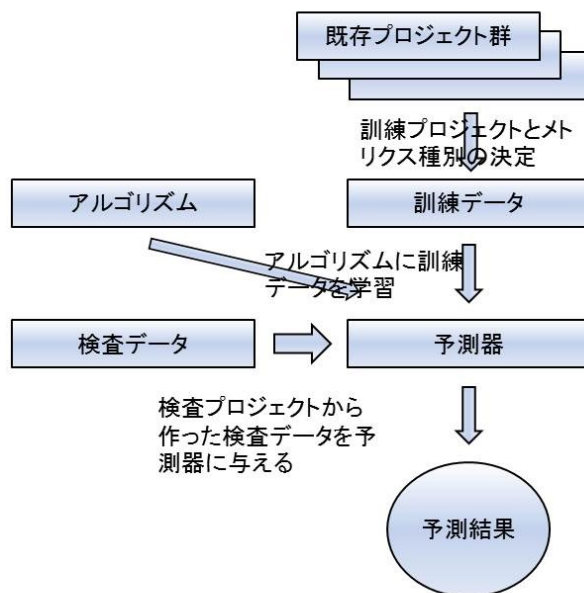 既存プロジェクト群
訓練プロジェクトとメト
リクス種別の決定
アルゴリズム
訓練データ
アルゴリズムに訓練
データを学習
検査データ
予測器
検査プロジェクトから
作った検査データを予
測器に与える
予測結果